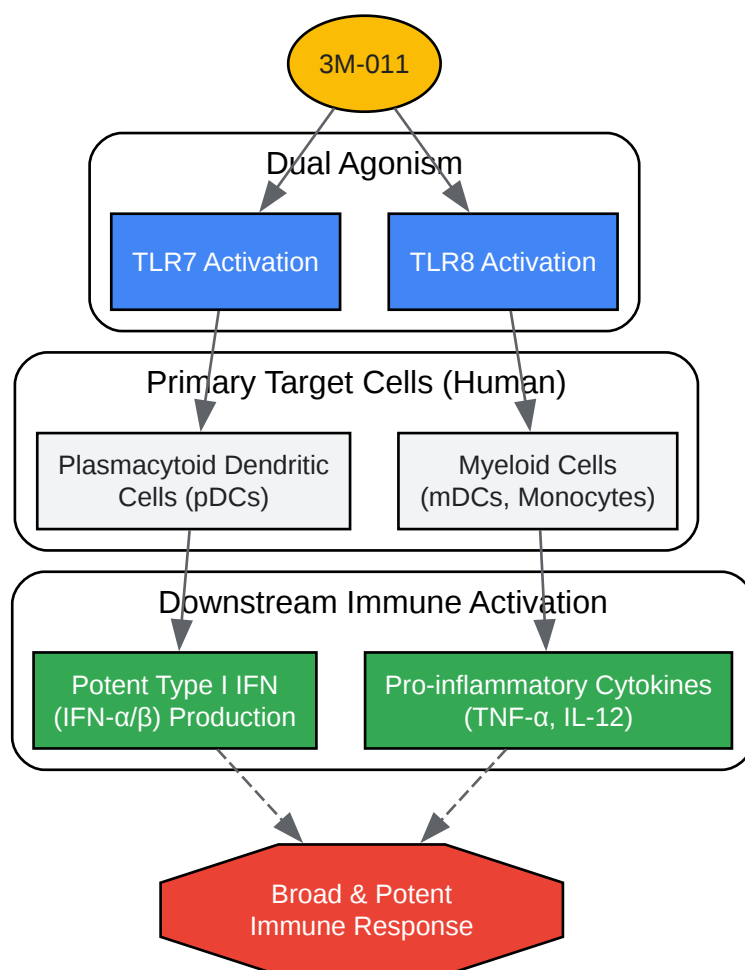 3M-011
Dual Agonism
TLR7 Activation
TLR8 Activation
Primary Target Cells (Human)
Plasmacytoid Dendritic
Cells (pDCs)
Myeloid Cells
(mDCs, Monocytes)
Downstream Immune Activation
Potent Type I IFN
(IFN-α/β) Production
Pro-inflammatory Cytokines
(TNF-α, IL-12)
Broad & Potent
Immune Response